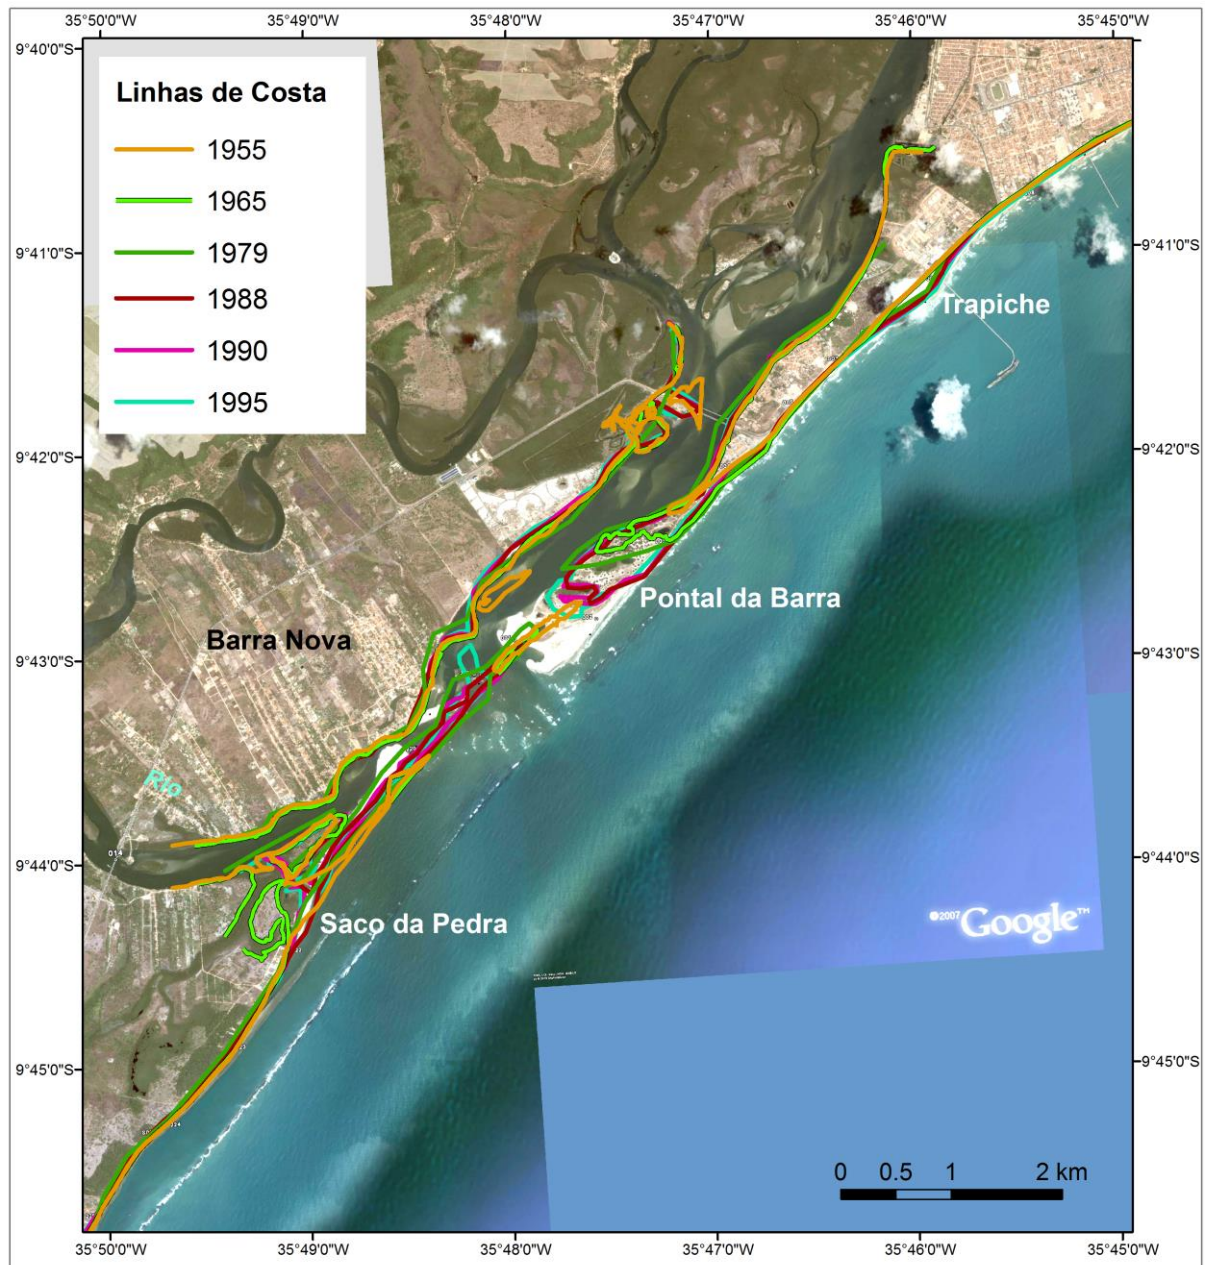 35°50'0"W 35°49'0"W 35°48'0"W 35°47'0"W 35°46'0"W 35°45'0"W
9°40'0"S
Linhas de Costa
1955
1965
1979
1988
1990
1995
9°41'0"S 9°41'0"S
Trapiche
9°42'0"S 9°42'0"S
Pontal da Barra
Barra Nova
9°43'0"S 9°43'0"S
Rio
014
9°44'0"S 9°44'0"S
Saco da Pedra
©2007 Google™
9°45'0"S 9°45'0"S
0 0.5 1 2 km
35°50'0"W 35°49'0"W 35°48'0"W 35°47'0"W 35°46'0"W 35°45'0"W